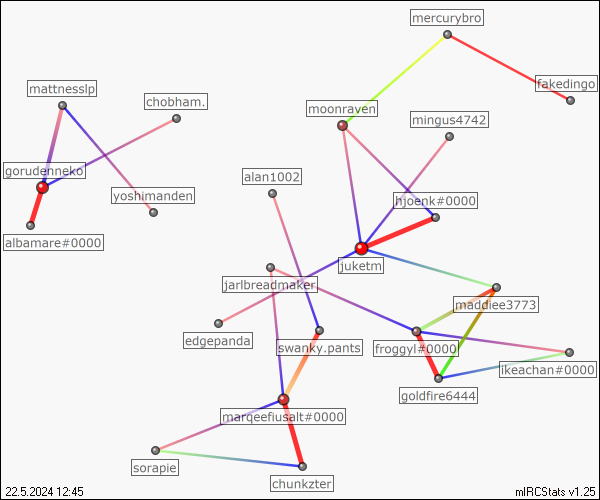 mercurybro
fakedingo
mattnesslp
chobham.
moonraven
mingus4742
gorudenneko
alan1002
yoshimanden
hjoenk#0000
albamare#0000
juketm
jarlbreadmaker
maddiee3773
edgepanda
swanky.pants
froggyl#0000
ikeachan#0000
goldfire6444
marqeefiusalt#0000
sorapie
chunkzter
22.5.2024 12:45
mIRCStats v1.25